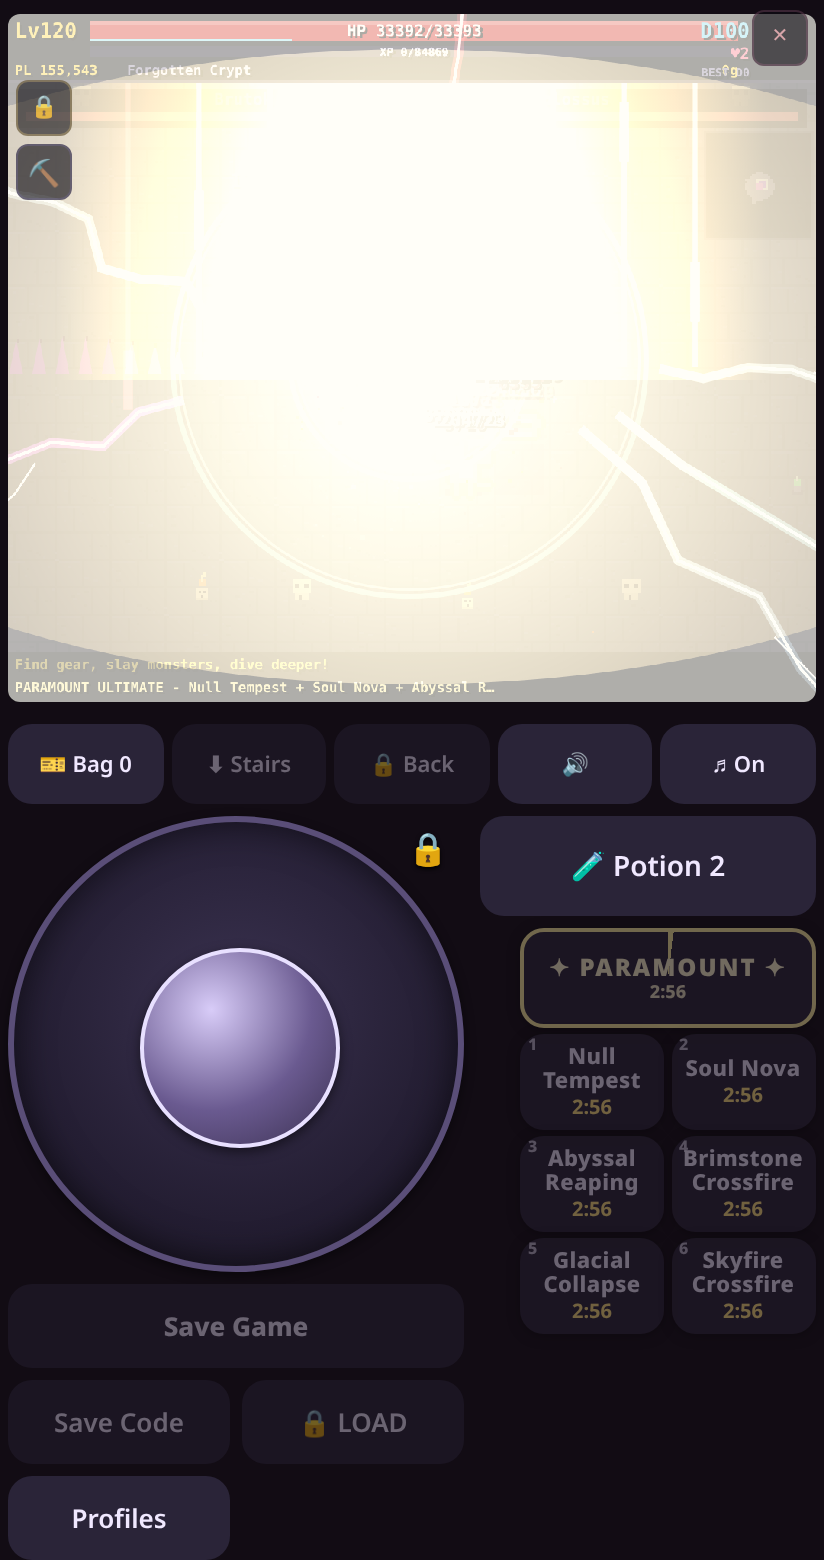 Lv120
HP 33392/33393
D100
×
XP 0/84869
♥2
PL 155,543
Forgotten Crypt
Find gear, slay monsters, dive deeper!
PARAMOUNT ULTIMATE - Null Tempest + Soul Nova + Abyssal R…
Bag 0
⬇ Stairs
Back
♬ On
Potion 2
✦ PARAMOUNT ✦
2:56
1
Null
Tempest
2:56
2
Soul Nova
2:56
3
Abyssal
Reaping
2:56
4
Brimstone
Crossfire
2:56
5
Glacial
Collapse
2:56
6
Skyfire
Crossfire
2:56
Save Game
Save Code
LOAD
Profiles